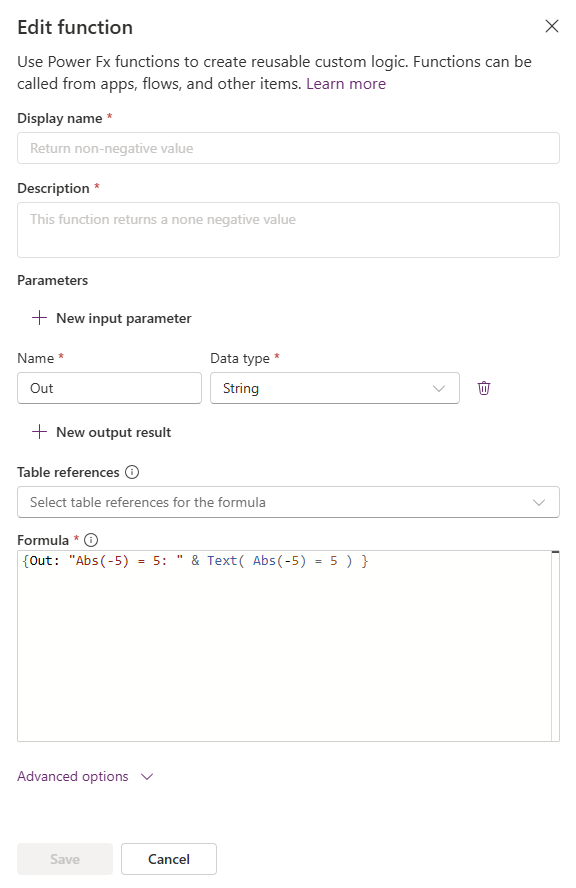 Edit function
Use Power Fx functions to create reusable custom logic. Functions can be
called from apps, flows, and other items. Learn more
Display name *
Return non-negative value
Description *
This function returns a none negative value
Parameters
New input parameter
Name * Data type *
Out String
New output result
Table references
Select table references for the formula
Formula *
{Out: "Abs(-5) = 5: " & Text( Abs(-5) = 5 ) }
Advanced options
Save Cancel